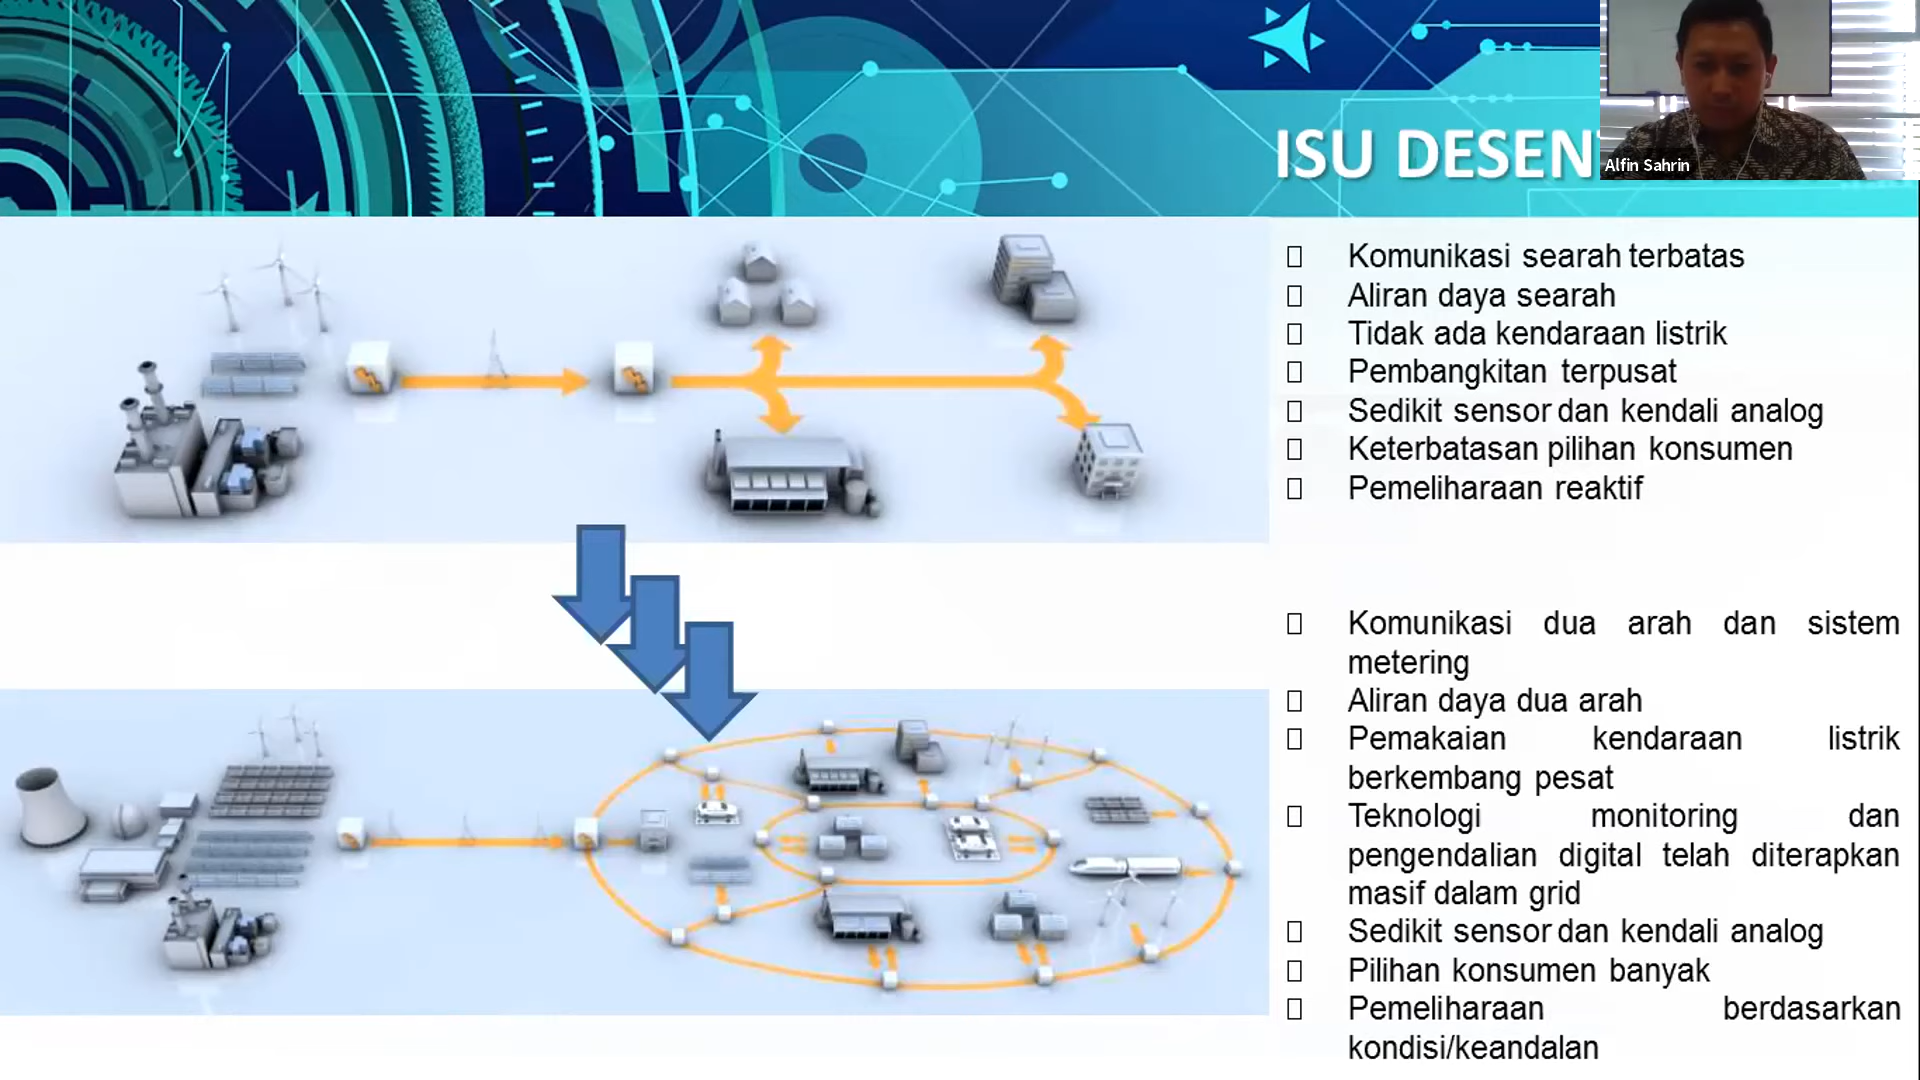 ISU DESEN
Alfin Sahrin
Komunikasi searah terbatas
Aliran daya searah
Tidak ada kendaraan listrik
Pembangkitan terpusat
Sedikit sensor dan kendali analog
Keterbatasan pilihan konsumen
Pemeliharaan reaktif
Komunikasi dua arah dan sistem
metering
Aliran daya dua arah
Pemakaian kendaraan listrik
berkembang pesat
Teknologi monitoring dan
pengendalian digital telah diterapkan
masif dalam grid
Sedikit sensor dan kendali analog
Pilihan konsumen banyak
Pemeliharaan berdasarkan
kondisi/keandalan